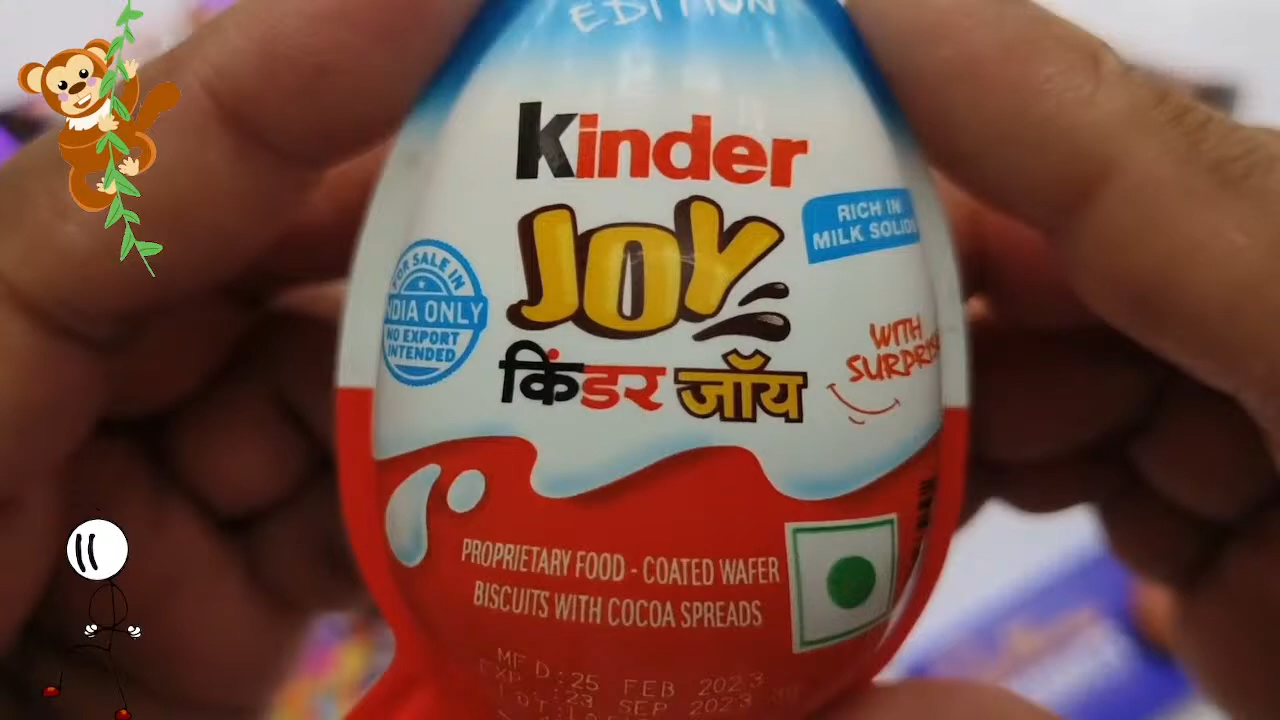 EDITION
Kinder
JOY
किंडर जॉय
RICH IN
MILK SOLIDS
FOR SALE IN
INDIA ONLY
NO EXPORT
INTENDED
WITH
SURPRISE
PROPRIETARY FOOD - COATED WAFER
BISCUITS WITH COCOA SPREADS
MFD:25 FEB 2023
EXP :23 SEP 2023